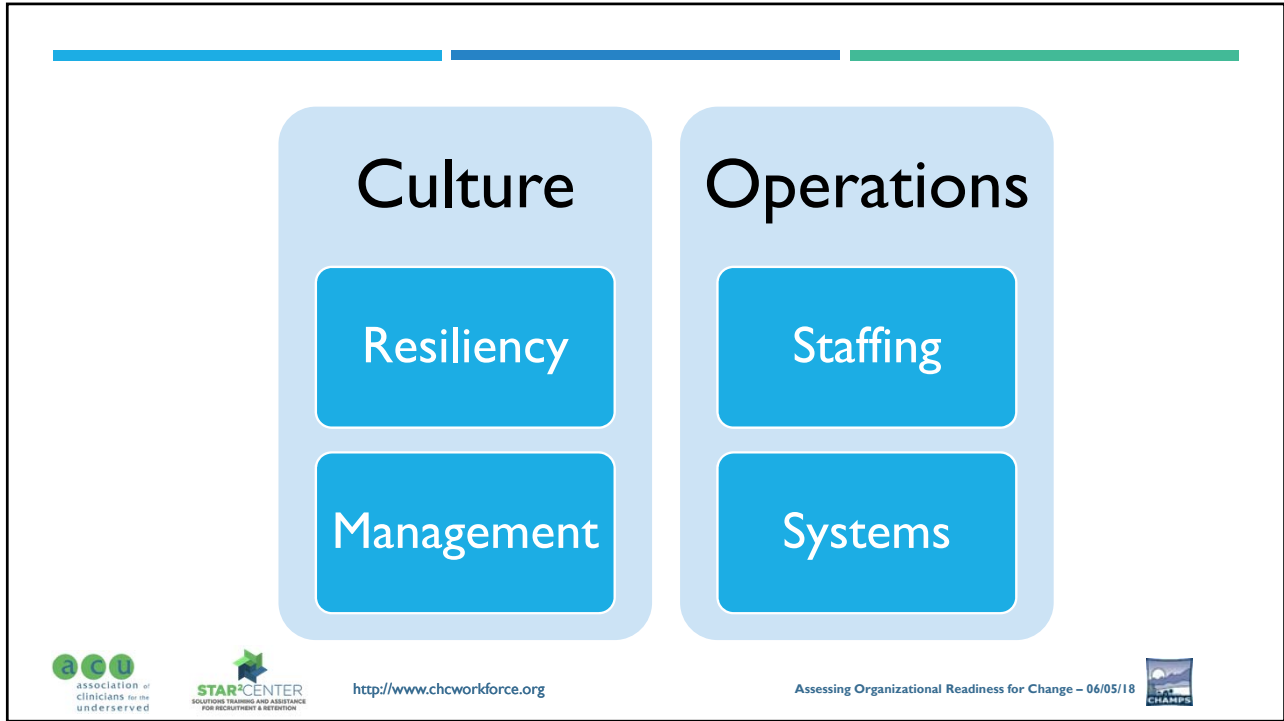 Culture
Resiliency
Management
Operations
Staffing
Systems
acu
association of
clinicians for the
underserved
STAR²CENTER
SOLUTIONS TRAINING AND ASSISTANCE
FOR RECRUITMENT & RETENTION
http://www.chcworkforce.org
Assessing Organizational Readiness for Change – 06/05/18
CHAMPS